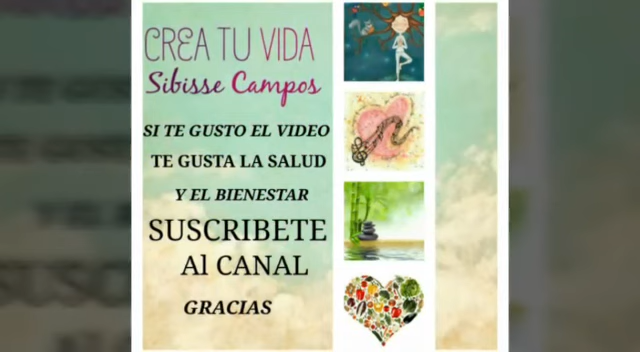 CREA TU VIDA
Sibisse Campos
SI TE GUSTO EL VIDEO
TE GUSTA LA SALUD
Y EL BIENESTAR
SUSCRIBETE
Al CANAL
GRACIAS